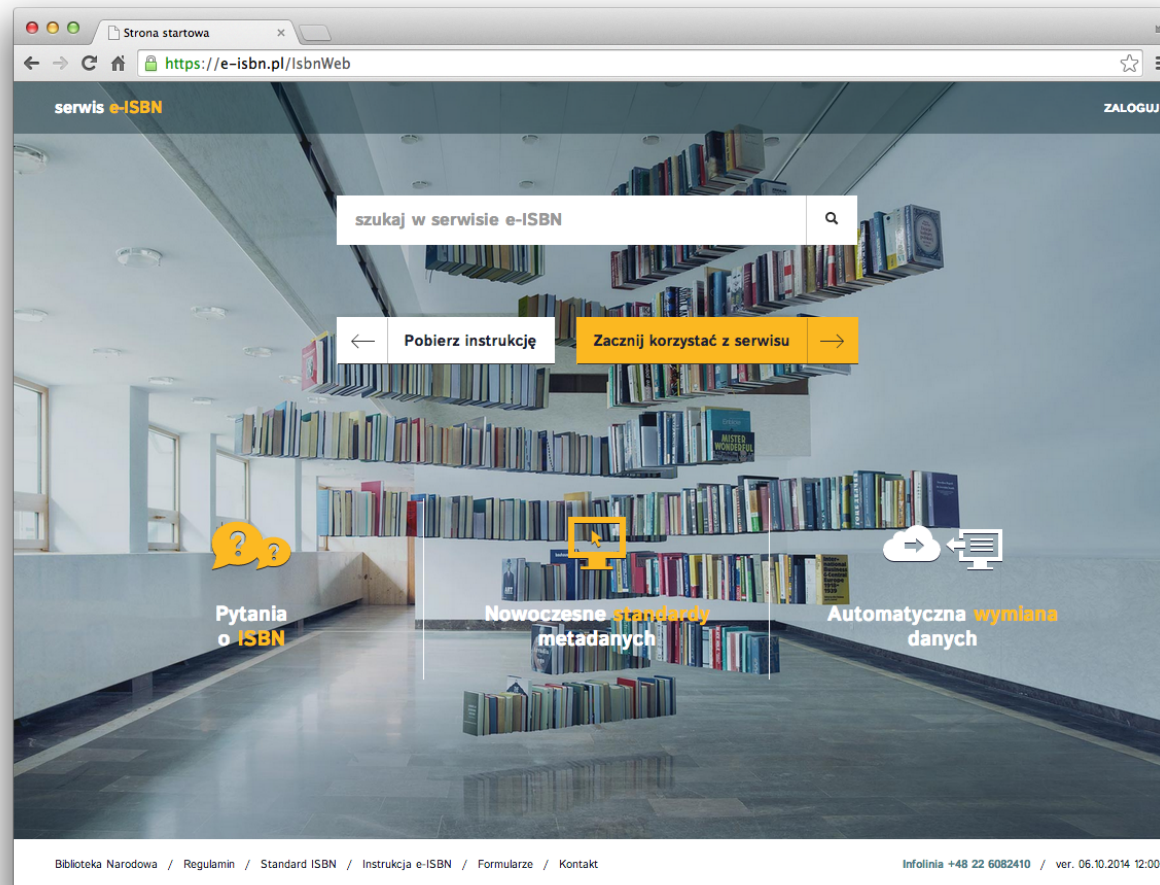 Strona startowa
https://e-isbn.pl/IsbnWeb
serwis e-ISBN
ZALOGUJ
szukaj w serwisie e-ISBN
Pobierz instrukcję
Zacznij korzystać z serwisu
MISTER
WONDERFUL
Pytania
o ISBN
Nowoczesne standardy
metadanych
Automatyczna wymiana
danych
Biblioteka Narodowa / Regulamin / Standard ISBN / Instrukcja e-ISBN / Formularze / Kontakt
Infolinia +48 22 6082410 / ver. 06.10.2014 12:00